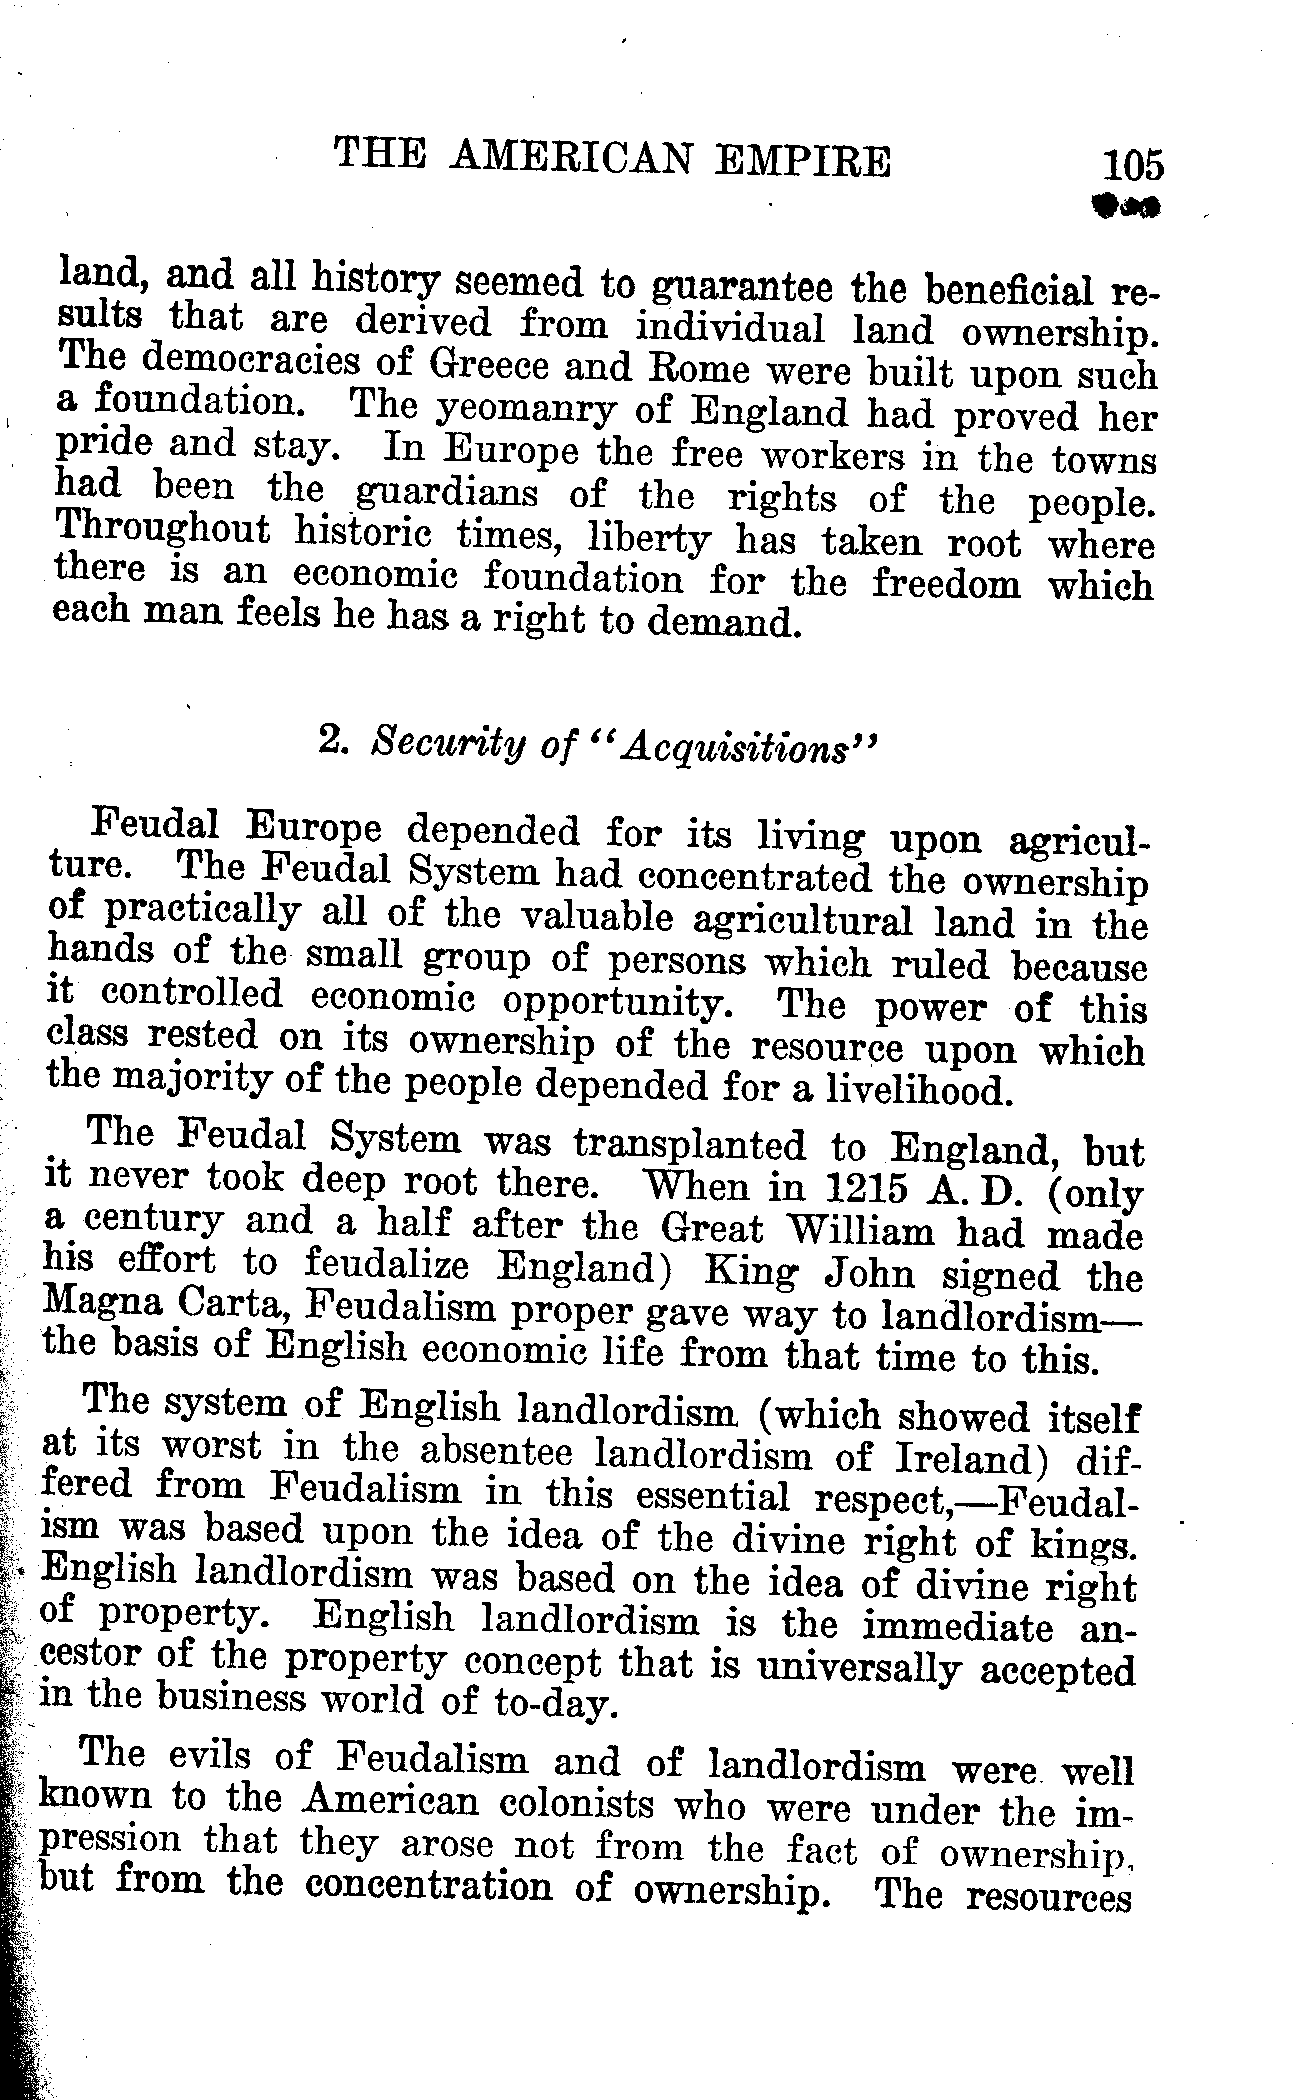 THE AMERICAN EMPIRE 105
land, and all history seemed to guarantee the beneficial re-
sults that are derived from individual land ownership.
The democracies of Greece and Rome were built upon such
a foundation. The yeomanry of England had proved her
pride and stay. In Europe the free workers in the towns
had been the guardians of the rights of the people.
Throughout historic times, liberty has taken root where
there is an economic foundation for the freedom which
each man feels he has a right to demand.
2. Security of "Acquisitions"
Feudal Europe depended for its living upon agricul-
ture. The Feudal System had concentrated the ownership
of practically all of the valuable agricultural land in the
hands of the small group of persons which ruled because
it controlled economic opportunity. The power of this
class rested on its ownership of the resource upon which
the majority of the people depended for a livelihood.
The Feudal System was transplanted to England, but
it never took deep root there. When in 1215 A. D. (only
a century and a half after the Great William had made
his effort to feudalize England) King John signed the
Magna Carta, Feudalism proper gave way to landlordism—
the basis of English economic life from that time to this.
The system of English landlordism (which showed itself
at its worst in the absentee landlordism of Ireland) dif-
fered from Feudalism in this essential respect,—Feudal-
ism was based upon the idea of the divine right of kings.
English landlordism was based on the idea of divine right
of property. English landlordism is the immediate an-
cestor of the property concept that is universally accepted
in the business world of to-day.
The evils of Feudalism and of landlordism were well
known to the American colonists who were under the im-
pression that they arose not from the fact of ownership,
but from the concentration of ownership. The resources